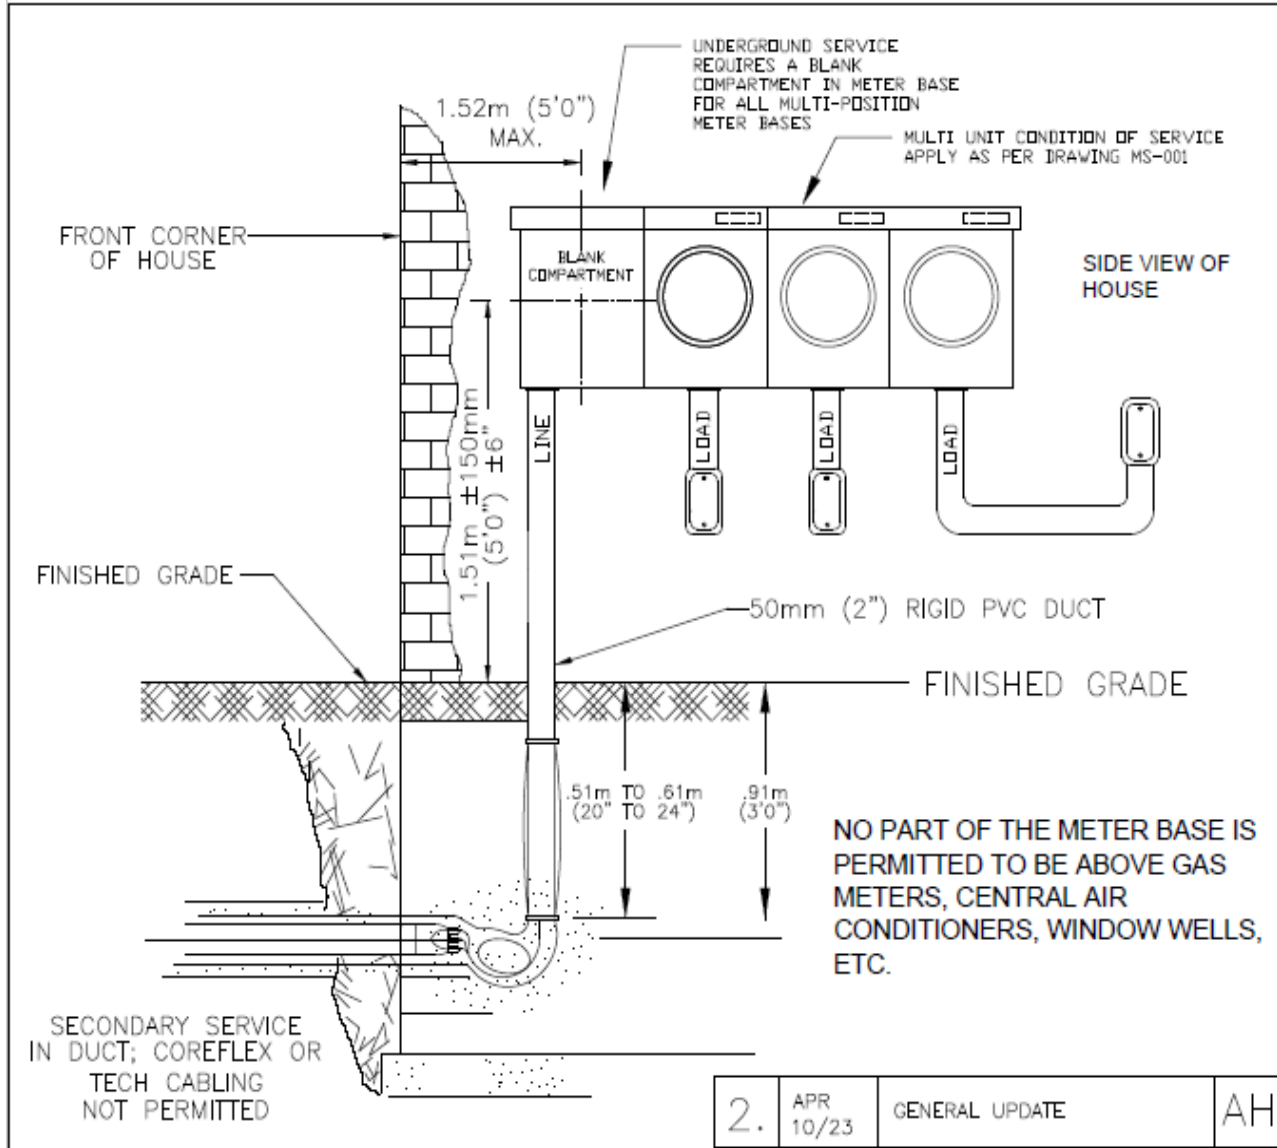 UNDERGROUND SERVICE
REQUIRES A BLANK
COMPARTMENT IN METER BASE
FOR ALL MULTI-POSITION
METER BASES
1.52m (5'0")
MAX.
MULTI UNIT CONDITION OF SERVICE
APPLY AS PER DRAWING MS-001
FRONT CORNER
OF HOUSE
BLANK
COMPARTMENT
SIDE VIEW OF
HOUSE
LINE
LOAD
LOAD
LOAD
1.51m ±150mm
(5'0") ±6"
FINISHED GRADE
50mm (2") RIGID PVC DUCT
FINISHED GRADE
.51m TO .61m
(20" TO 24")
.91m
(3'0")
NO PART OF THE METER BASE IS
PERMITTED TO BE ABOVE GAS
METERS, CENTRAL AIR
CONDITIONERS, WINDOW WELLS,
ETC.
SECONDARY SERVICE
IN DUCT; COREFLEX OR
TECH CABLING
NOT PERMITTED
2.
APR
10/23
GENERAL UPDATE
AH